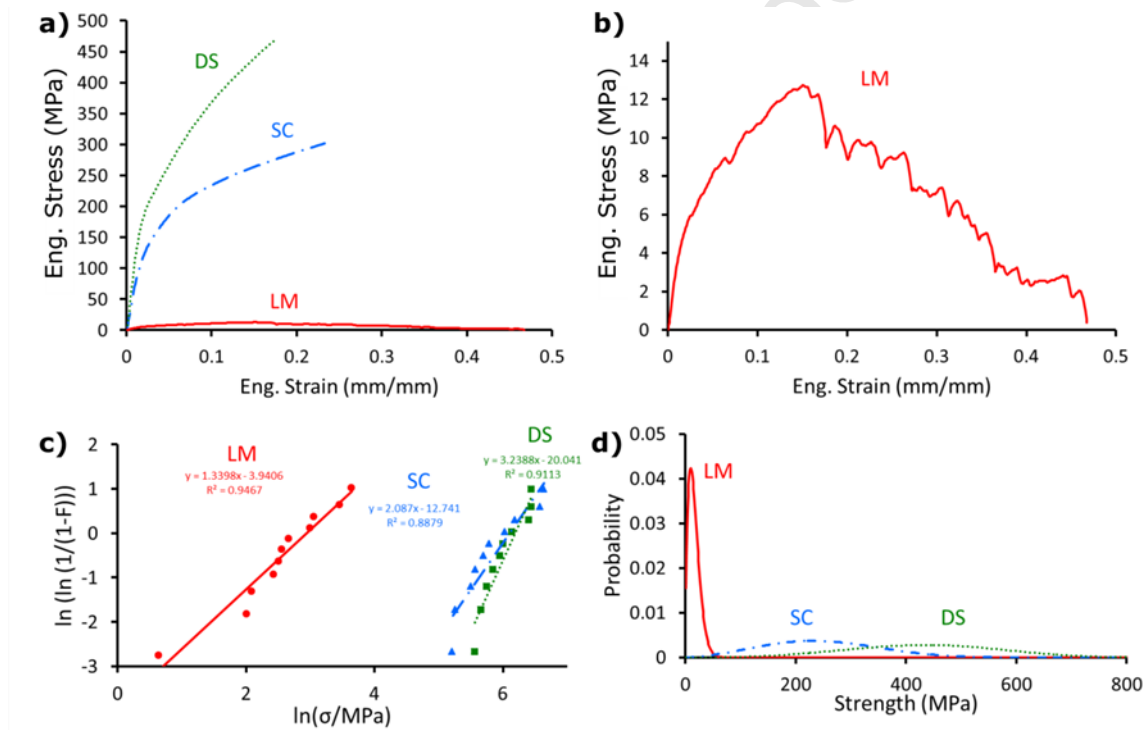 a)
500
450
400
350
300
250
200
150
100
50
0
Eng. Stress (MPa)
DS
SC
LM
0 0.1 0.2 0.3 0.4 0.5
Eng. Strain (mm/mm)
b)
14
12
10
8
6
4
2
0
Eng. Stress (MPa)
LM
0 0.1 0.2 0.3 0.4 0.5
Eng. Strain (mm/mm)
c)
2
1
0
-1
-2
-3
ln (ln (1/(1-F)))
LM
y = 1.3398x - 3.9406
R² = 0.9467
SC
y = 2.087x - 12.741
R² = 0.8879
DS
y = 3.2388x - 20.041
R² = 0.9113
0 2 4 6
ln(σ/MPa)
d)
0.05
0.04
0.03
0.02
0.01
0
Probability
LM
SC
DS
0 200 400 600 800
Strength (MPa)